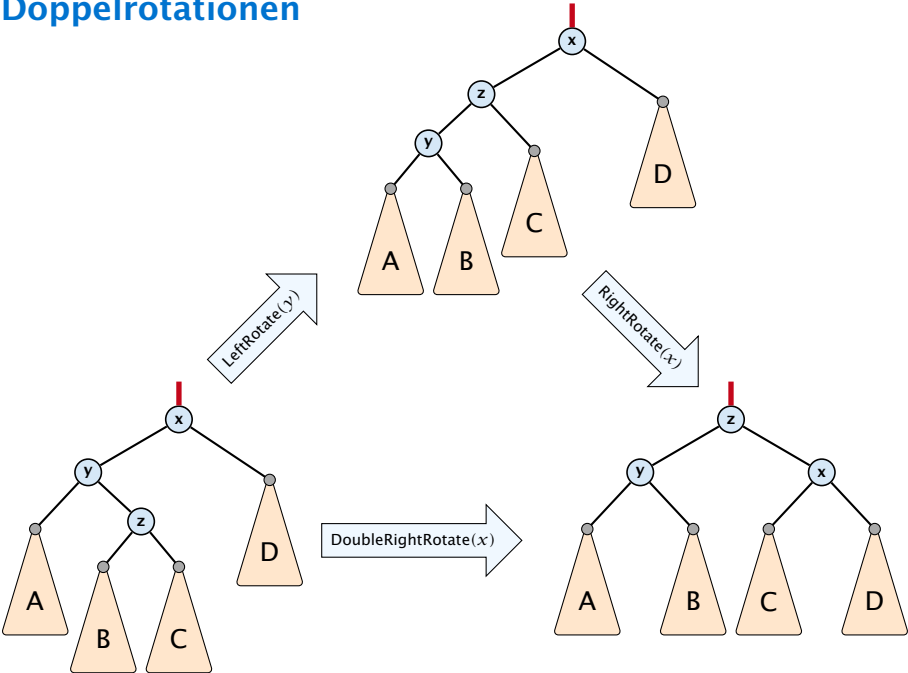 Doppelrotationen
x
z
y
D
C
A
B
LeftRotate(y)
RightRotate(x)
x
y
z
D
A
B
C
DoubleRightRotate(x)
z
y
x
A
B
C
D